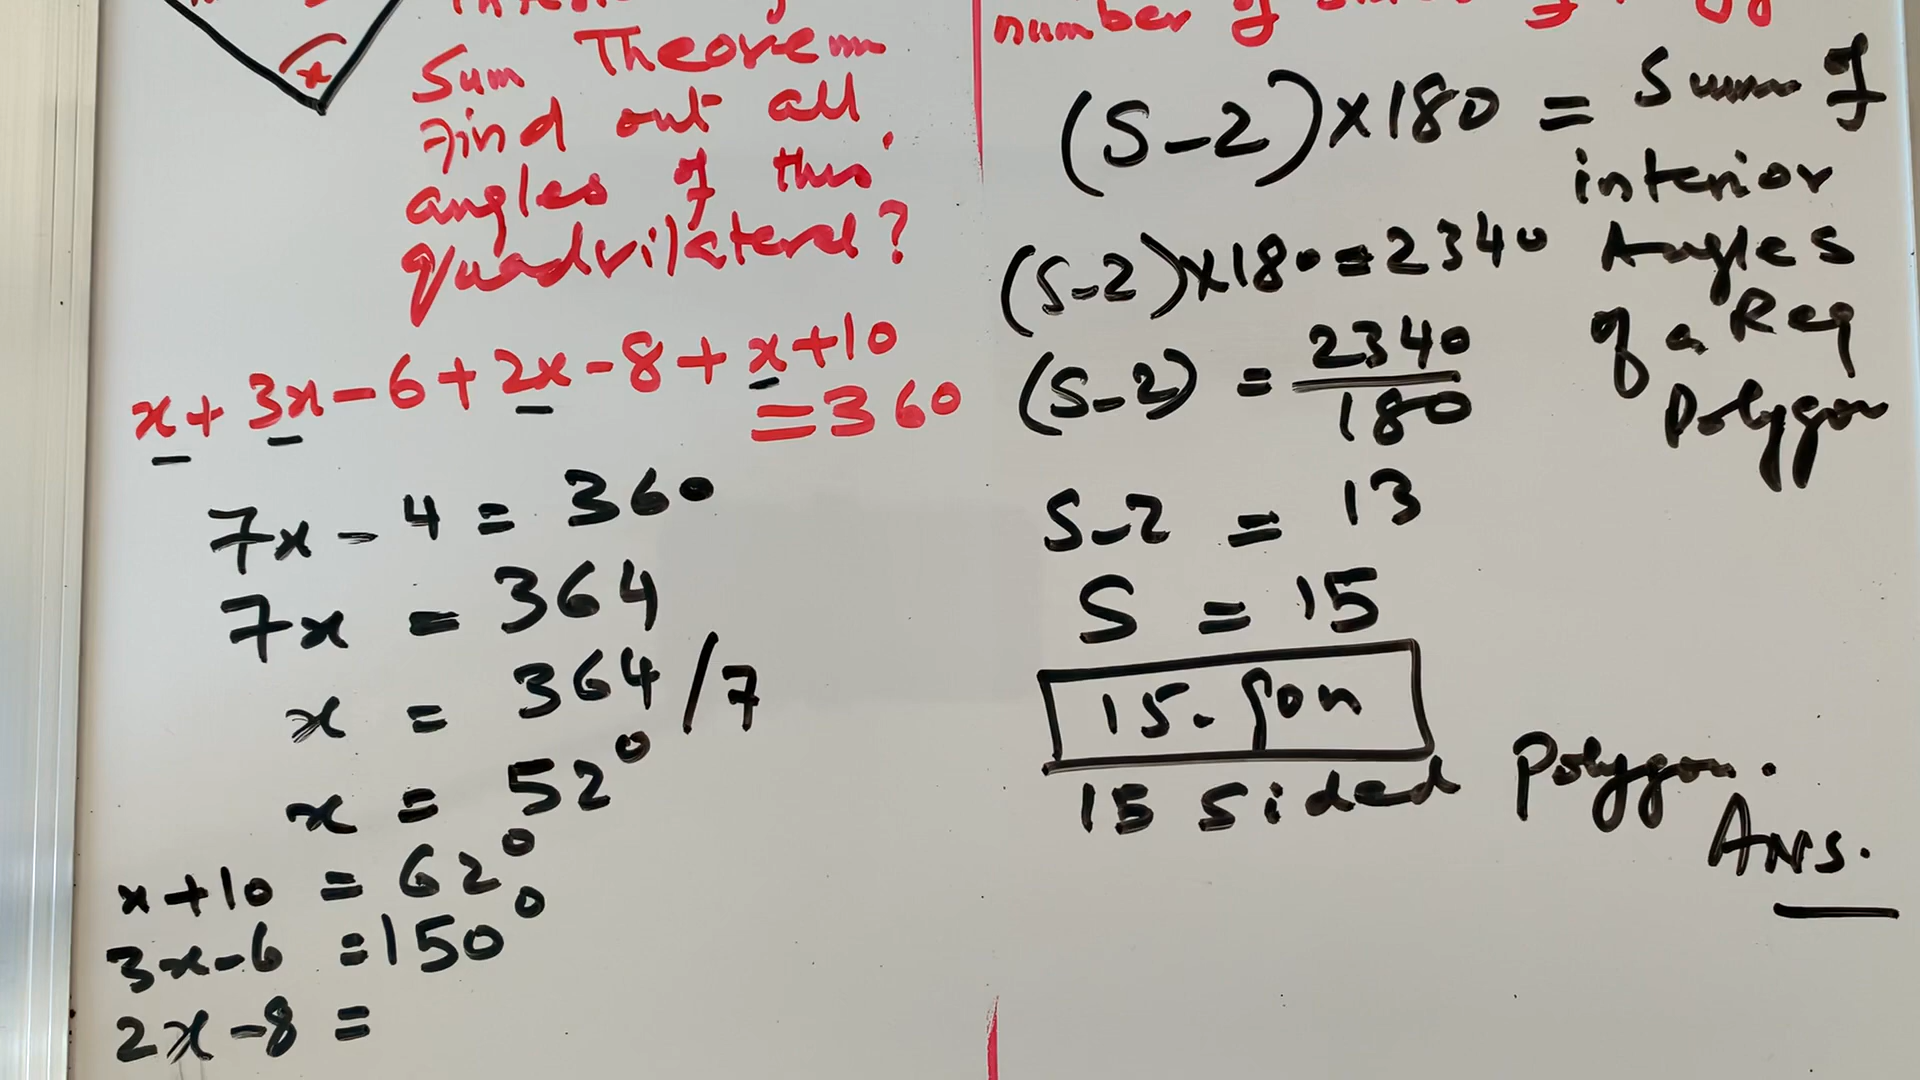 x
Sum Theorem
Find out all
angles of this
quadrilateral?
x + 3x - 6 + 2x - 8 + x + 10
= 360
7x - 4 = 360
7x = 364
x = 364/7
x = 52°
x + 10 = 62°
3x - 6 = 150°
2x - 8 =
number of
(S-2)×180 = Sum of
interior
Angles
of a Reg
Polygon
(S-2)×180 = 2340
(S-2) = 2340/180
S-2 = 13
S = 15
15-gon
15 Sided Polygon.
Ans.